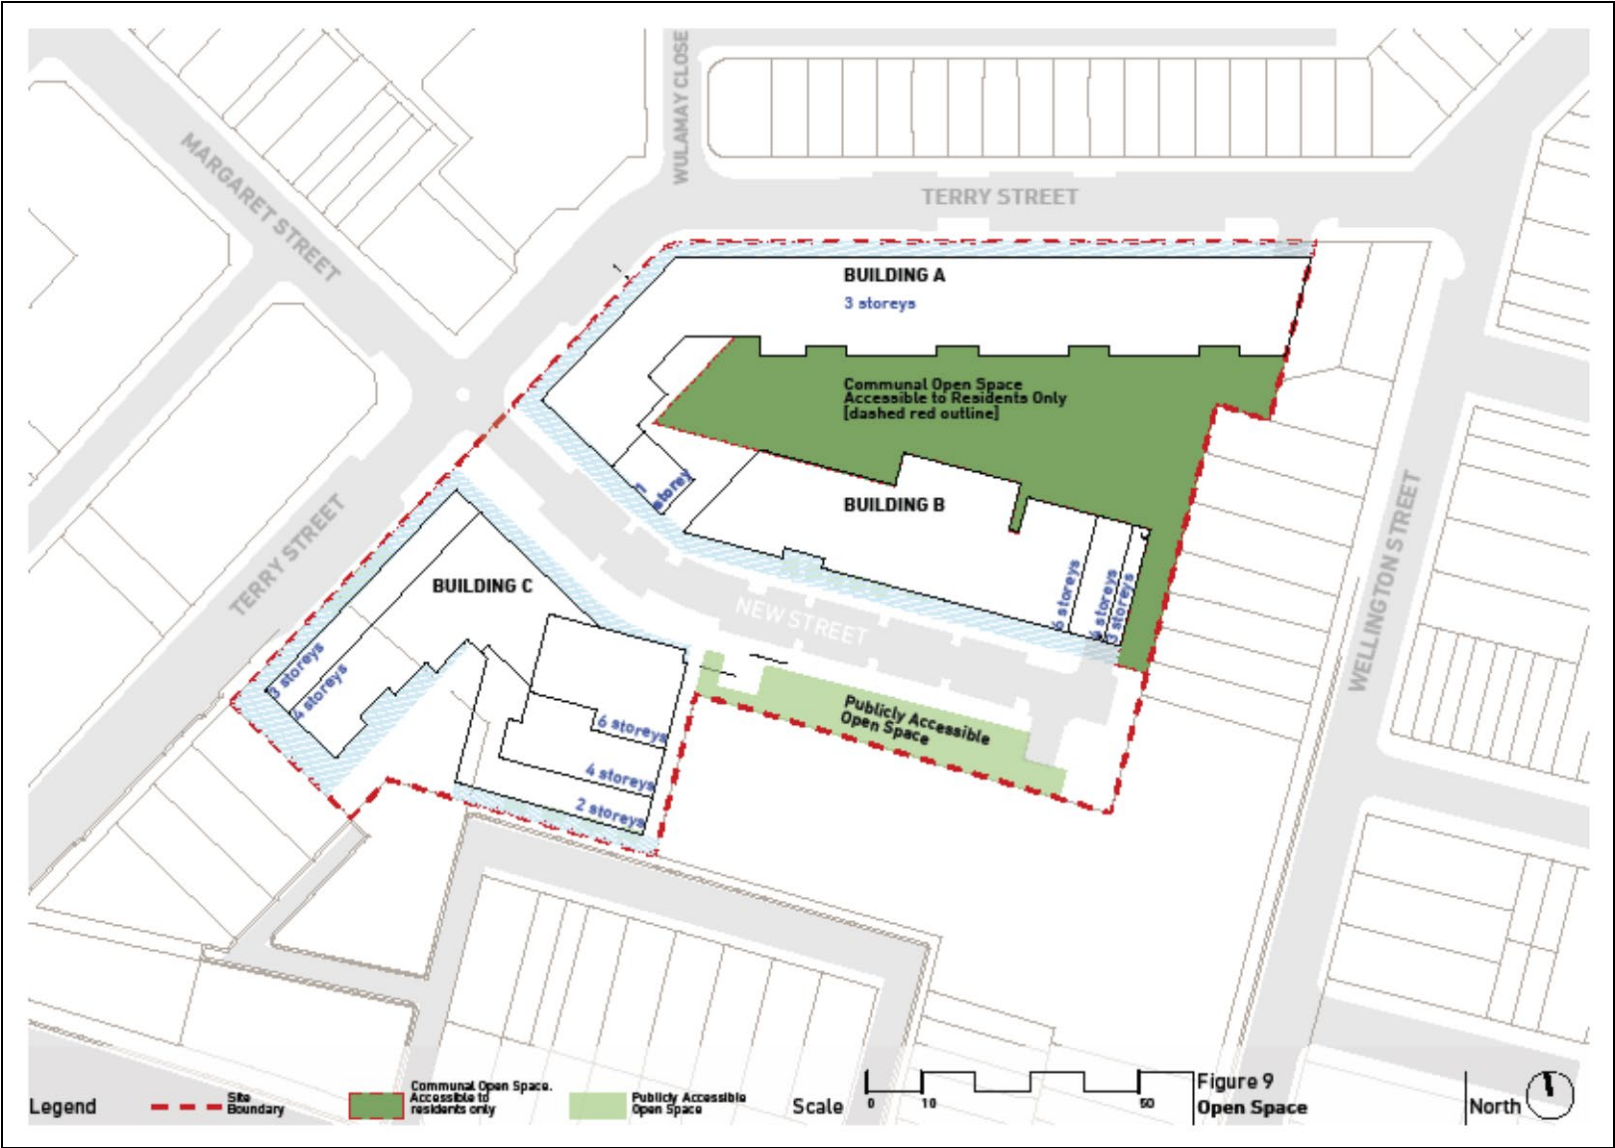 WULAMAY CLOSE
MARGARET STREET
TERRY STREET
BUILDING A
3 storeys
1
Communal Open Space
Accessible to Residents Only
[dashed red outline]
1
storey
BUILDING B
TERRY STREET
BUILDING C
WELLINGTON STREET
6 storeys
3 storeys
NEW STREET
3 storeys
4 storeys
Publicly Accessible
Open Space
6 storeys
4 storeys
2 storeys
Legend
Site
Boundary
Communal Open Space.
Accessible to
residents only
Publicly Accessible
Open Space
Scale
0 10 50
Figure 9
Open Space
North